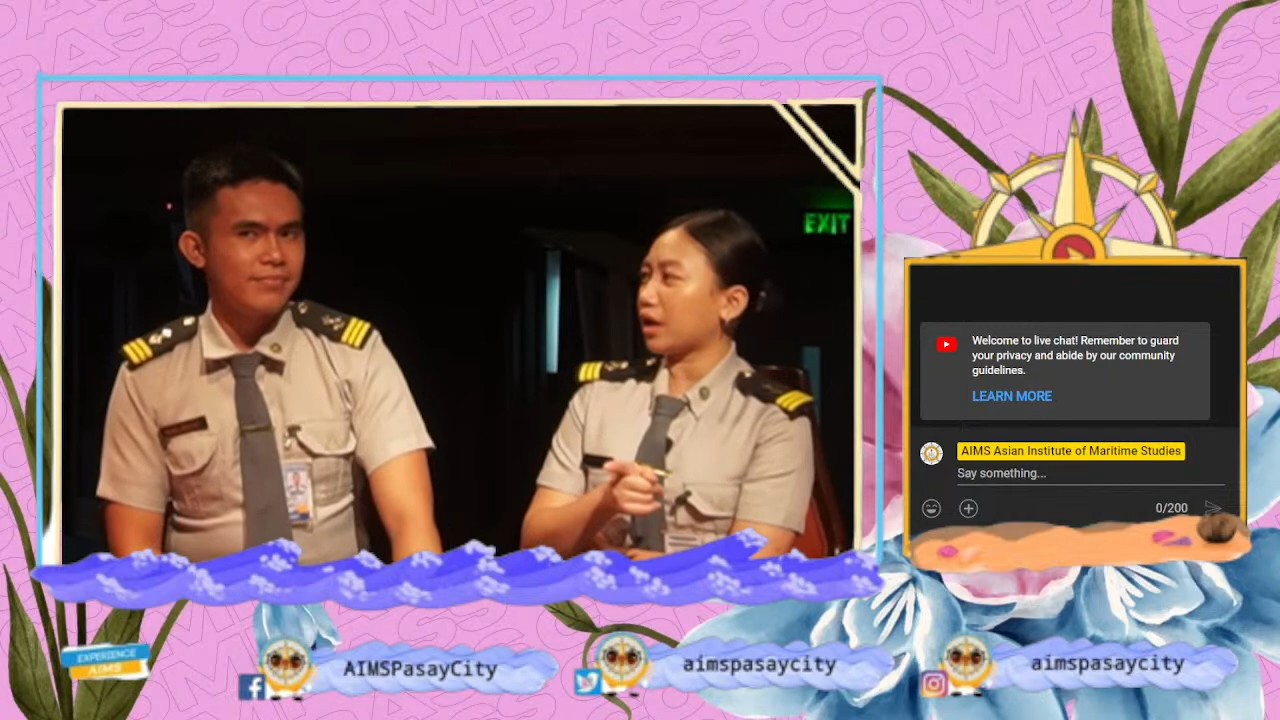 COMPASS
EXIT
Welcome to live chat! Remember to guard
your privacy and abide by our community
guidelines.
LEARN MORE
AIMS Asian Institute of Maritime Studies
Say something...
0/200
EXPERIENCE
AIMS
AIMSPasayCity
aimspasaycity
aimspasaycity